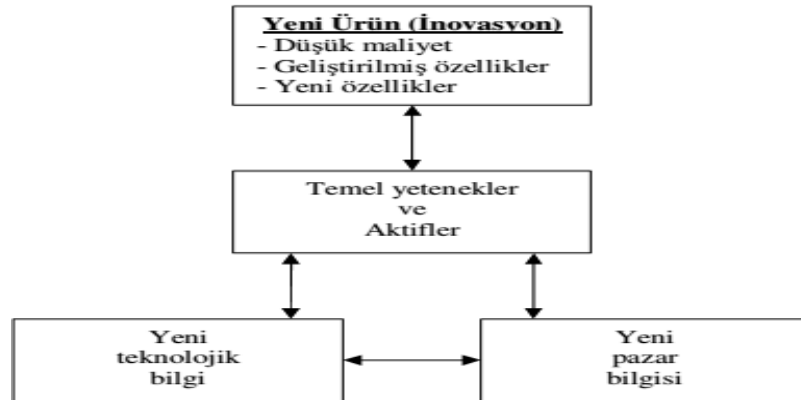 Yeni Ürün (İnovasyon)
- Düşük maliyet
- Geliştirilmiş özellikler
- Yeni özellikler
Temel yetenekler
ve
Aktifler
Yeni
teknolojik
bilgi
Yeni
pazar
bilgisi